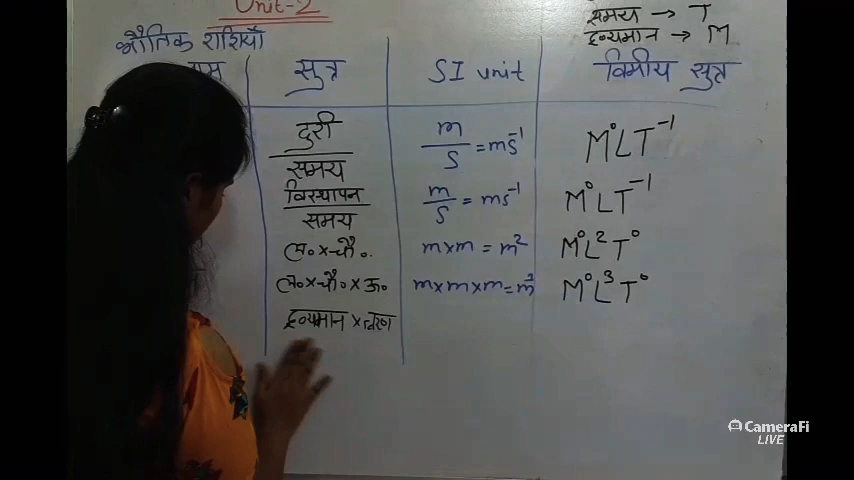 Unit-2
समय → T
द्रव्यमान → M
भौतिक राशियाँ
सुत्र SI unit विमीय सुत्र
दुरी / समय m/s = ms⁻¹ M⁰LT⁻¹
विस्थापन / समय m/s = ms⁻¹ M⁰LT⁻¹
ल० × चौ०. m×m = m² M⁰L²T⁰
ल० × चौ० × ऊ० m×m×m = m³ M⁰L³T⁰
द्रव्यमान × त्वरण
CameraFi
LIVE